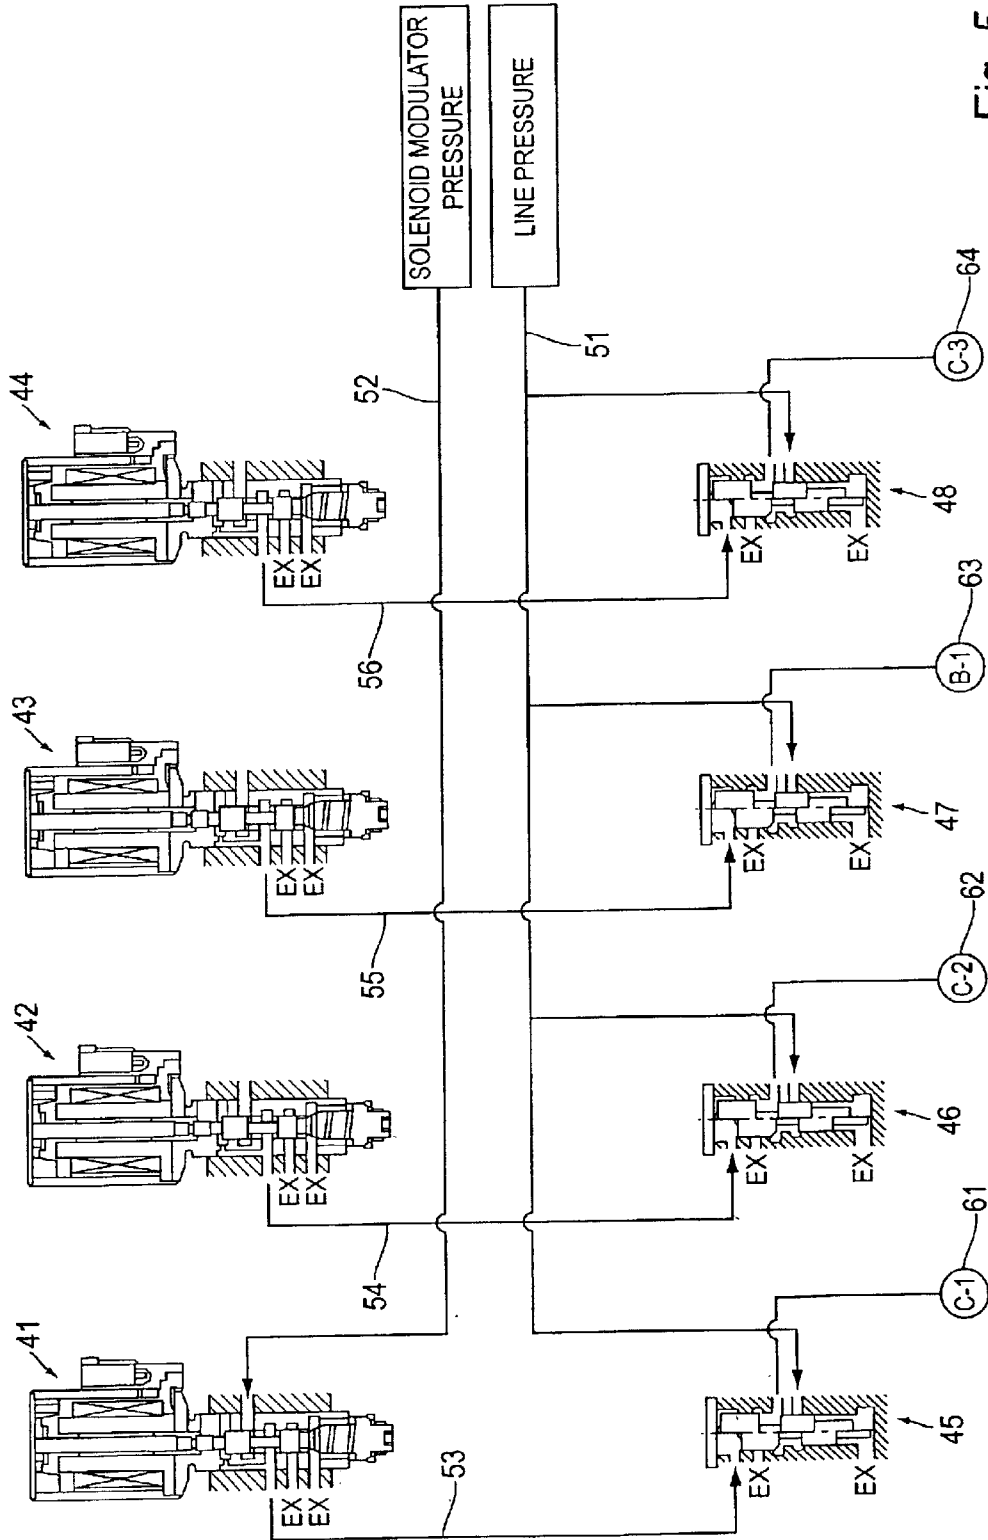 SOLENOID MODULATOR
PRESSURE
LINE PRESSURE
44
52
51
64
C-3
EX
EX
56
EX
EX
48
43
63
B-1
EX
EX
55
EX
EX
47
42
62
C-2
EX
EX
54
EX
EX
46
41
61
C-1
EX
EX
53
EX
EX
45
Fig.